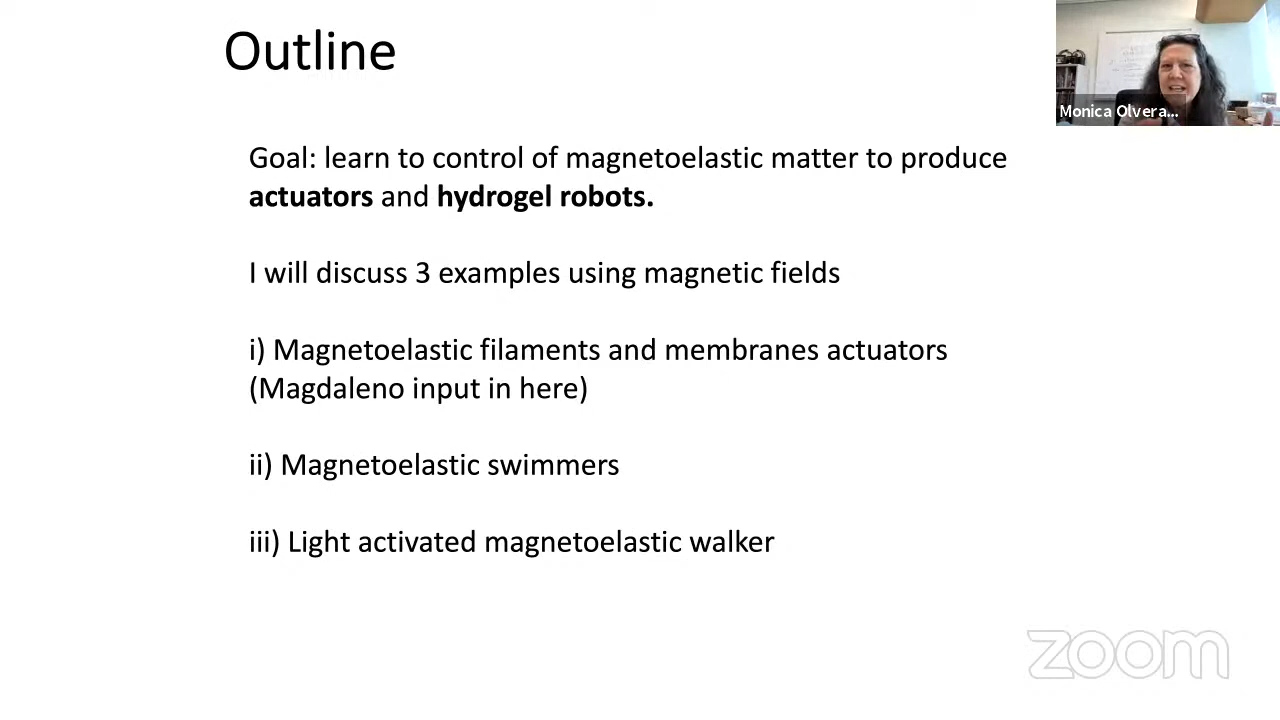 Outline
Monica Olvera...
Goal: learn to control of magnetoelastic matter to produce
actuators and hydrogel robots.
I will discuss 3 examples using magnetic fields
i) Magnetoelastic filaments and membranes actuators
(Magdaleno input in here)
ii) Magnetoelastic swimmers
iii) Light activated magnetoelastic walker
zoom